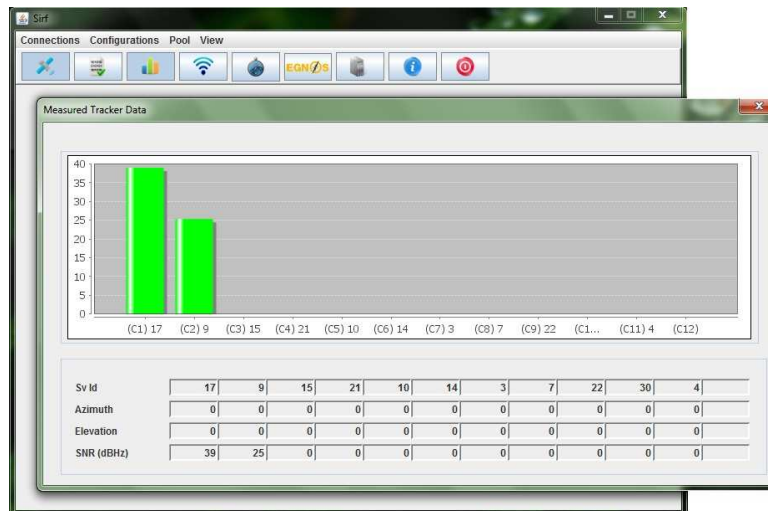 Sirf
Connections Configurations Pool View
EGNOS
Measured Tracker Data
40
35
30
25
20
15
10
5
0
(C1) 17 (C2) 9 (C3) 15 (C4) 21 (C5) 10 (C6) 14 (C7) 3 (C8) 7 (C9) 22 (C1... (C11) 4 (C12)
Sv Id 17 9 15 21 10 14 3 7 22 30 4
Azimuth 0 0 0 0 0 0 0 0 0 0 0
Elevation 0 0 0 0 0 0 0 0 0 0 0
SNR (dBHz) 39 25 0 0 0 0 0 0 0 0 0